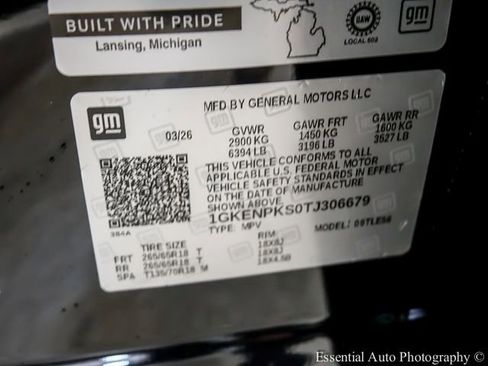 BUILT WITH PRIDE
Lansing, Michigan
UAW
LOCAL 602
gm
gm
MFD BY GENERAL MOTORS LLC
03/26 GVWR GAWR FRT GAWR RR
2900 KG 1450 KG 1600 KG
6394 LB 3196 LB 3527 LB
THIS VEHICLE CONFORMS TO ALL
APPLICABLE U.S. FEDERAL MOTOR
VEHICLE SAFETY STANDARDS IN EFFECT
ON THE DATE OF MANUFACTURE
SHOWN ABOVE.
1GKENPKS0TJ306679
TYPE: MPV MODEL:
384A
TIRE SIZE RIM
FRT 265/65R18 T 18X8J
RR 265/65R18 T 18X8J
SPA T135/70R18 M 18X4.5B
Essential Auto Photography ~ Challenging